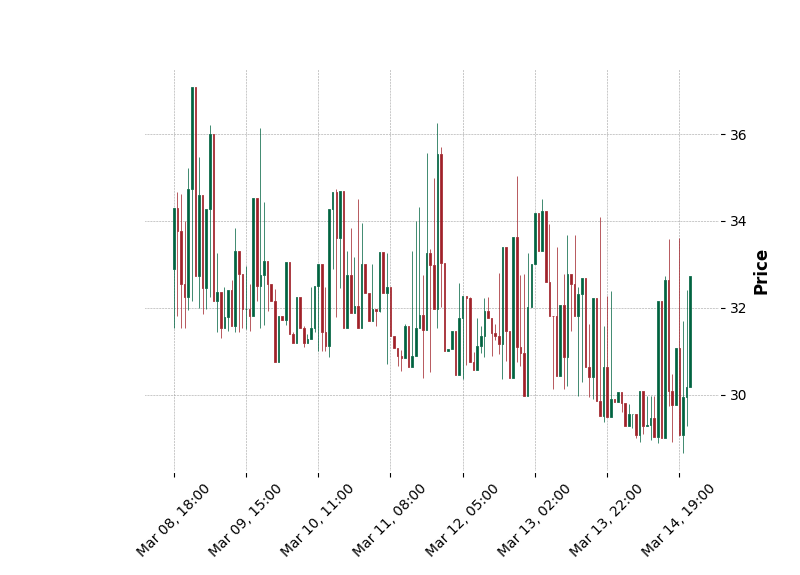 36
34
32
30
Price
Mar 08, 18:00
Mar 09, 15:00
Mar 10, 11:00
Mar 11, 08:00
Mar 12, 05:00
Mar 13, 02:00
Mar 13, 22:00
Mar 14, 19:00